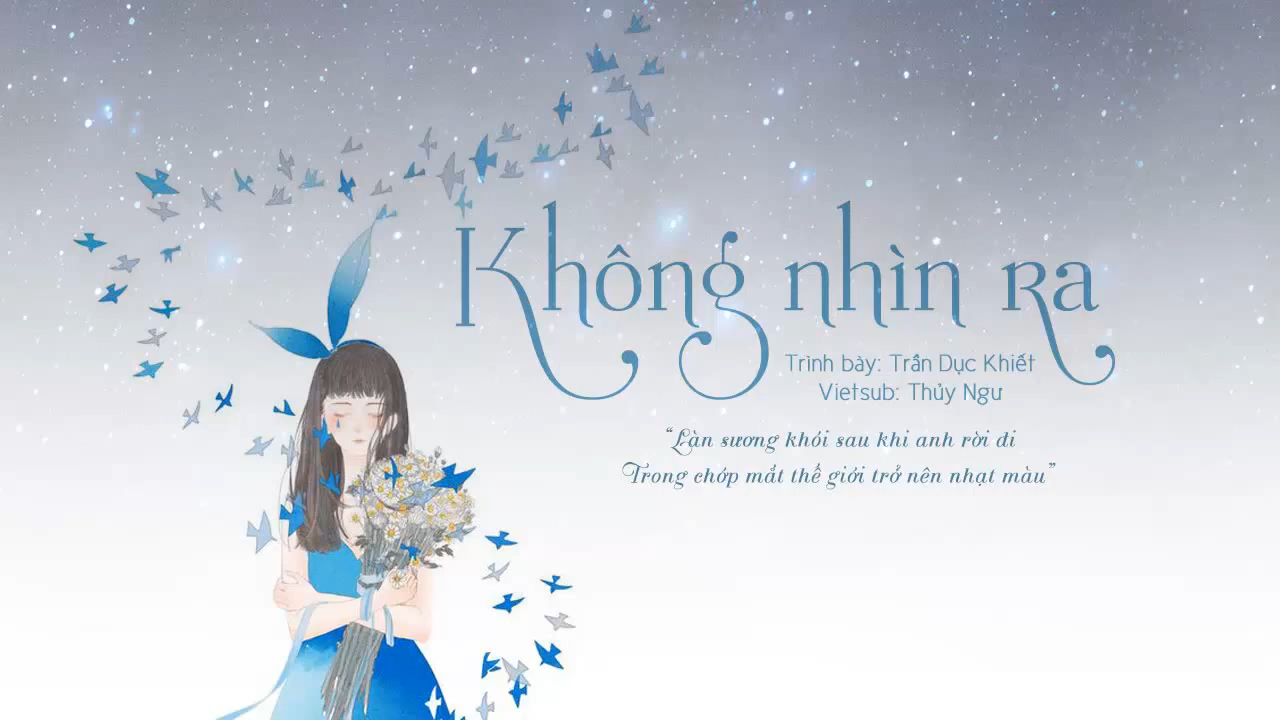 Không nhìn ra
Trình bày: Trần Dục Khiết
Vietsub: Thủy Ngư
“Làn sương khói sau khi anh rời đi
Trong chớp mắt thế giới trở nên nhạt màu”